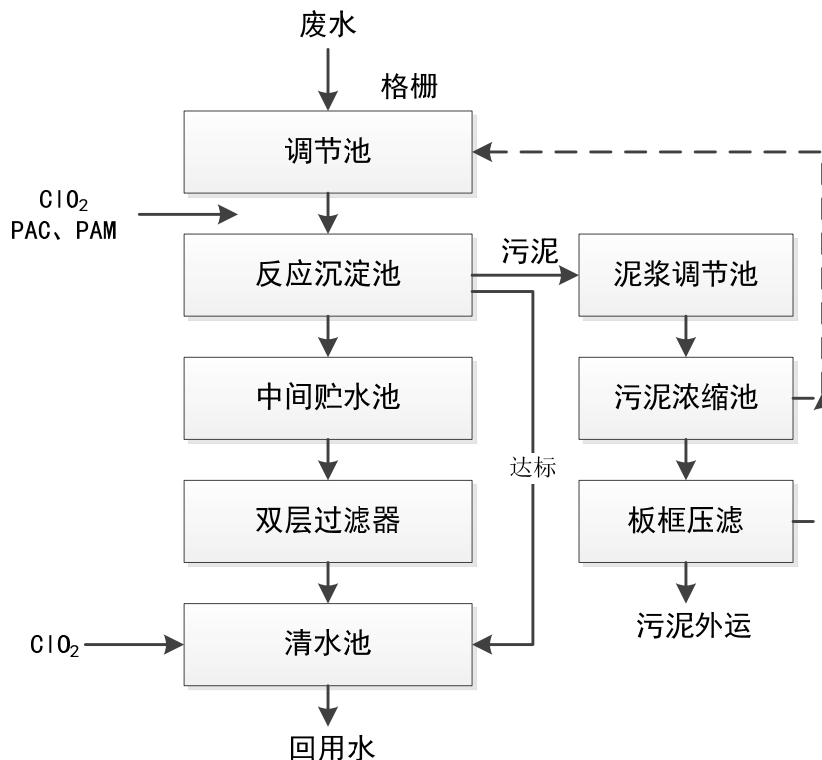 废水
格栅
调节池
ClO₂
PAC、PAM
反应沉淀池
污泥
泥浆调节池
中间贮水池
污泥浓缩池
达标
双层过滤器
板框压滤
污泥外运
ClO₂
清水池
回用水